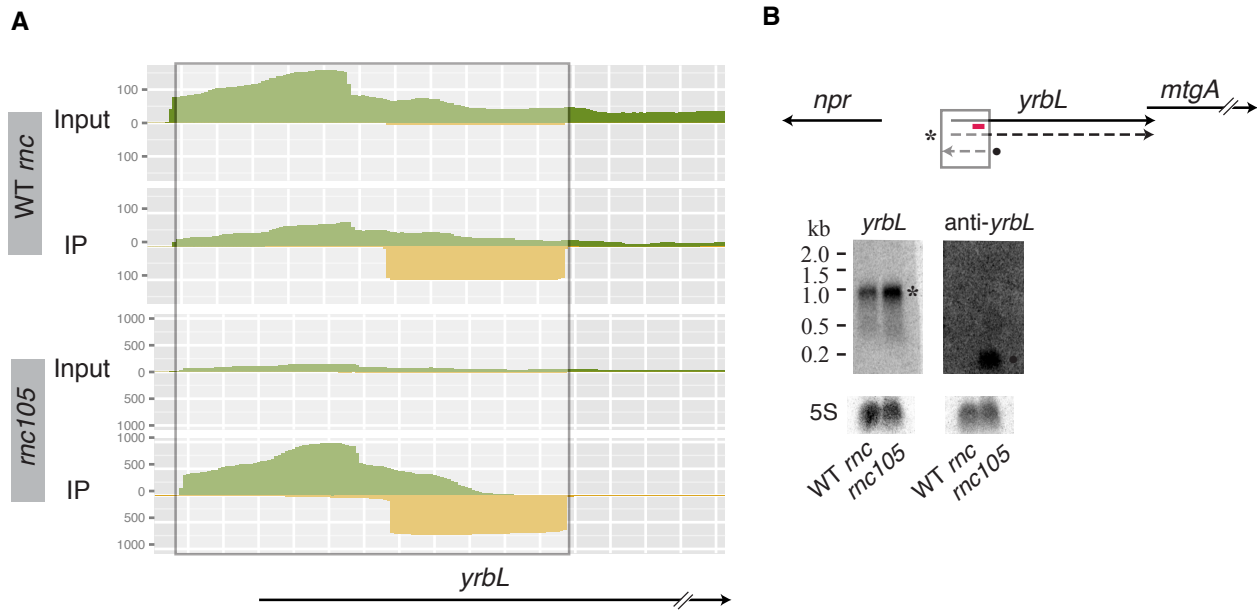 A
WT rnc
Input
100
0
100
IP
100
0
100
rnc105
Input
1000
500
0
500
1000
IP
1000
500
0
500
1000
yrbL
B
npr
yrbL
mtgA
*
•
kb
yrbL
anti-yrbL
2.0
1.5
1.0
0.5
0.2
*
•
5S
WT rnc
rnc105
WT rnc
rnc105